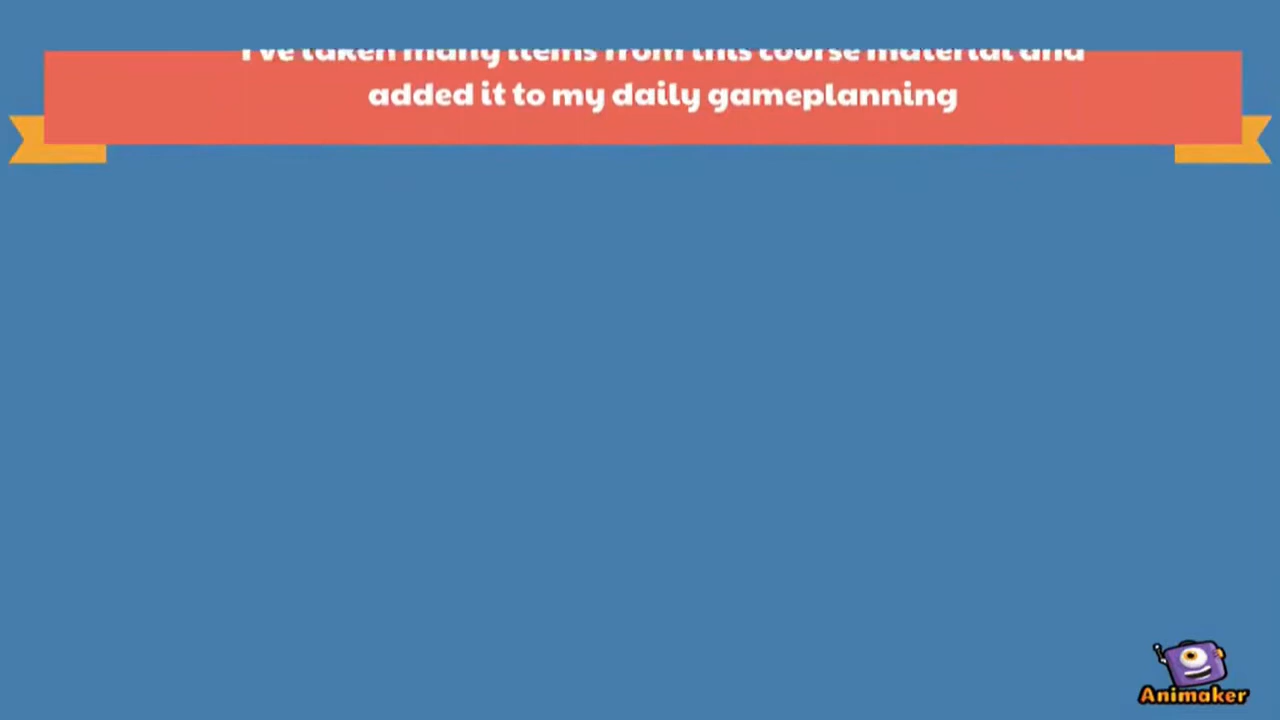 I've taken many items from this course material and
added it to my daily gameplanning
Animaker